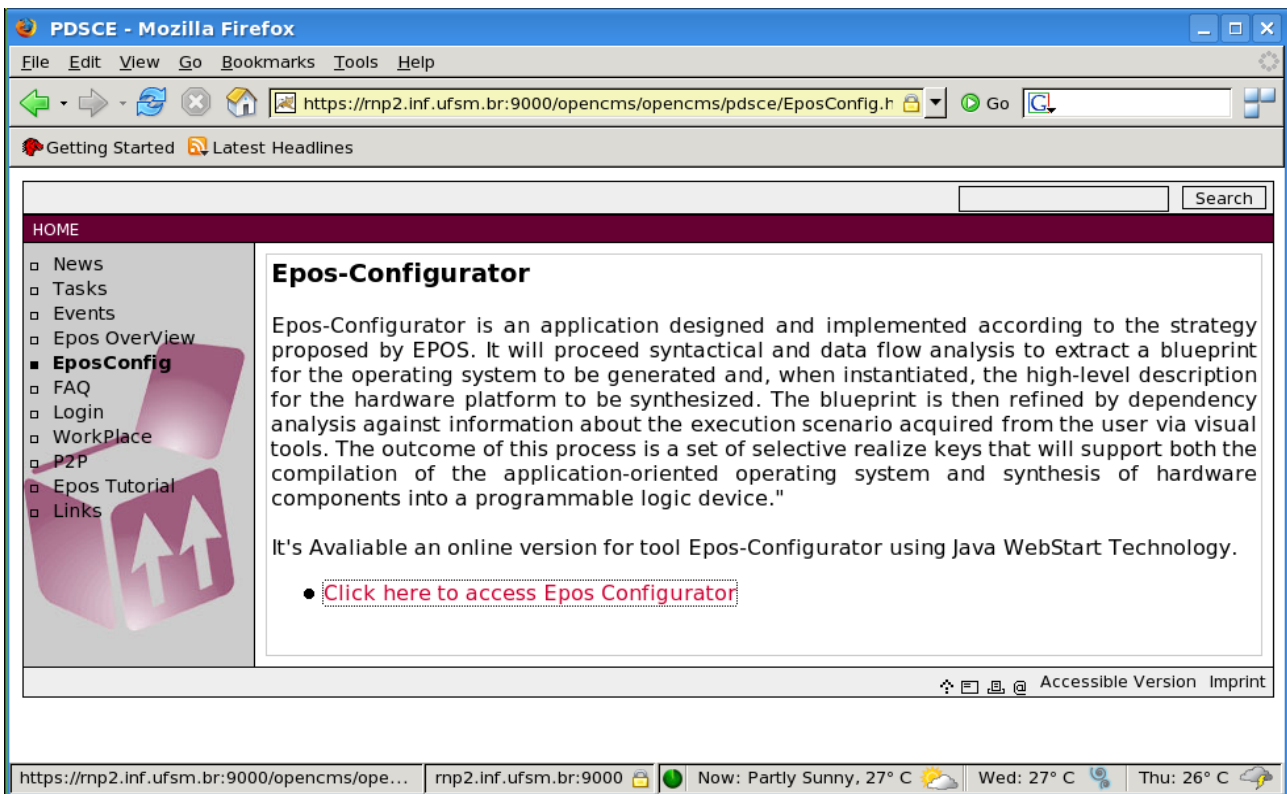 PDSCE - Mozilla Firefox
File Edit View Go Bookmarks Tools Help
https://rnp2.inf.ufsm.br:9000/opencms/opencms/pdsce/EposConfig.h Go G
Getting Started Latest Headlines
Search
HOME
News
Tasks
Events
Epos OverView
EposConfig
FAQ
Login
WorkPlace
P2P
Epos Tutorial
Links
Epos-Configurator
Epos-Configurator is an application designed and implemented according to the strategy
proposed by EPOS. It will proceed syntactical and data flow analysis to extract a blueprint
for the operating system to be generated and, when instantiated, the high-level description
for the hardware platform to be synthesized. The blueprint is then refined by dependency
analysis against information about the execution scenario acquired from the user via visual
tools. The outcome of this process is a set of selective realize keys that will support both the
compilation of the application-oriented operating system and synthesis of hardware
components into a programmable logic device."
It's Avaliable an online version for tool Epos-Configurator using Java WebStart Technology.
Click here to access Epos Configurator
@ Accessible Version Imprint
https://rnp2.inf.ufsm.br:9000/opencms/ope... rnp2.inf.ufsm.br:9000 Now: Partly Sunny, 27° C Wed: 27° C Thu: 26° C